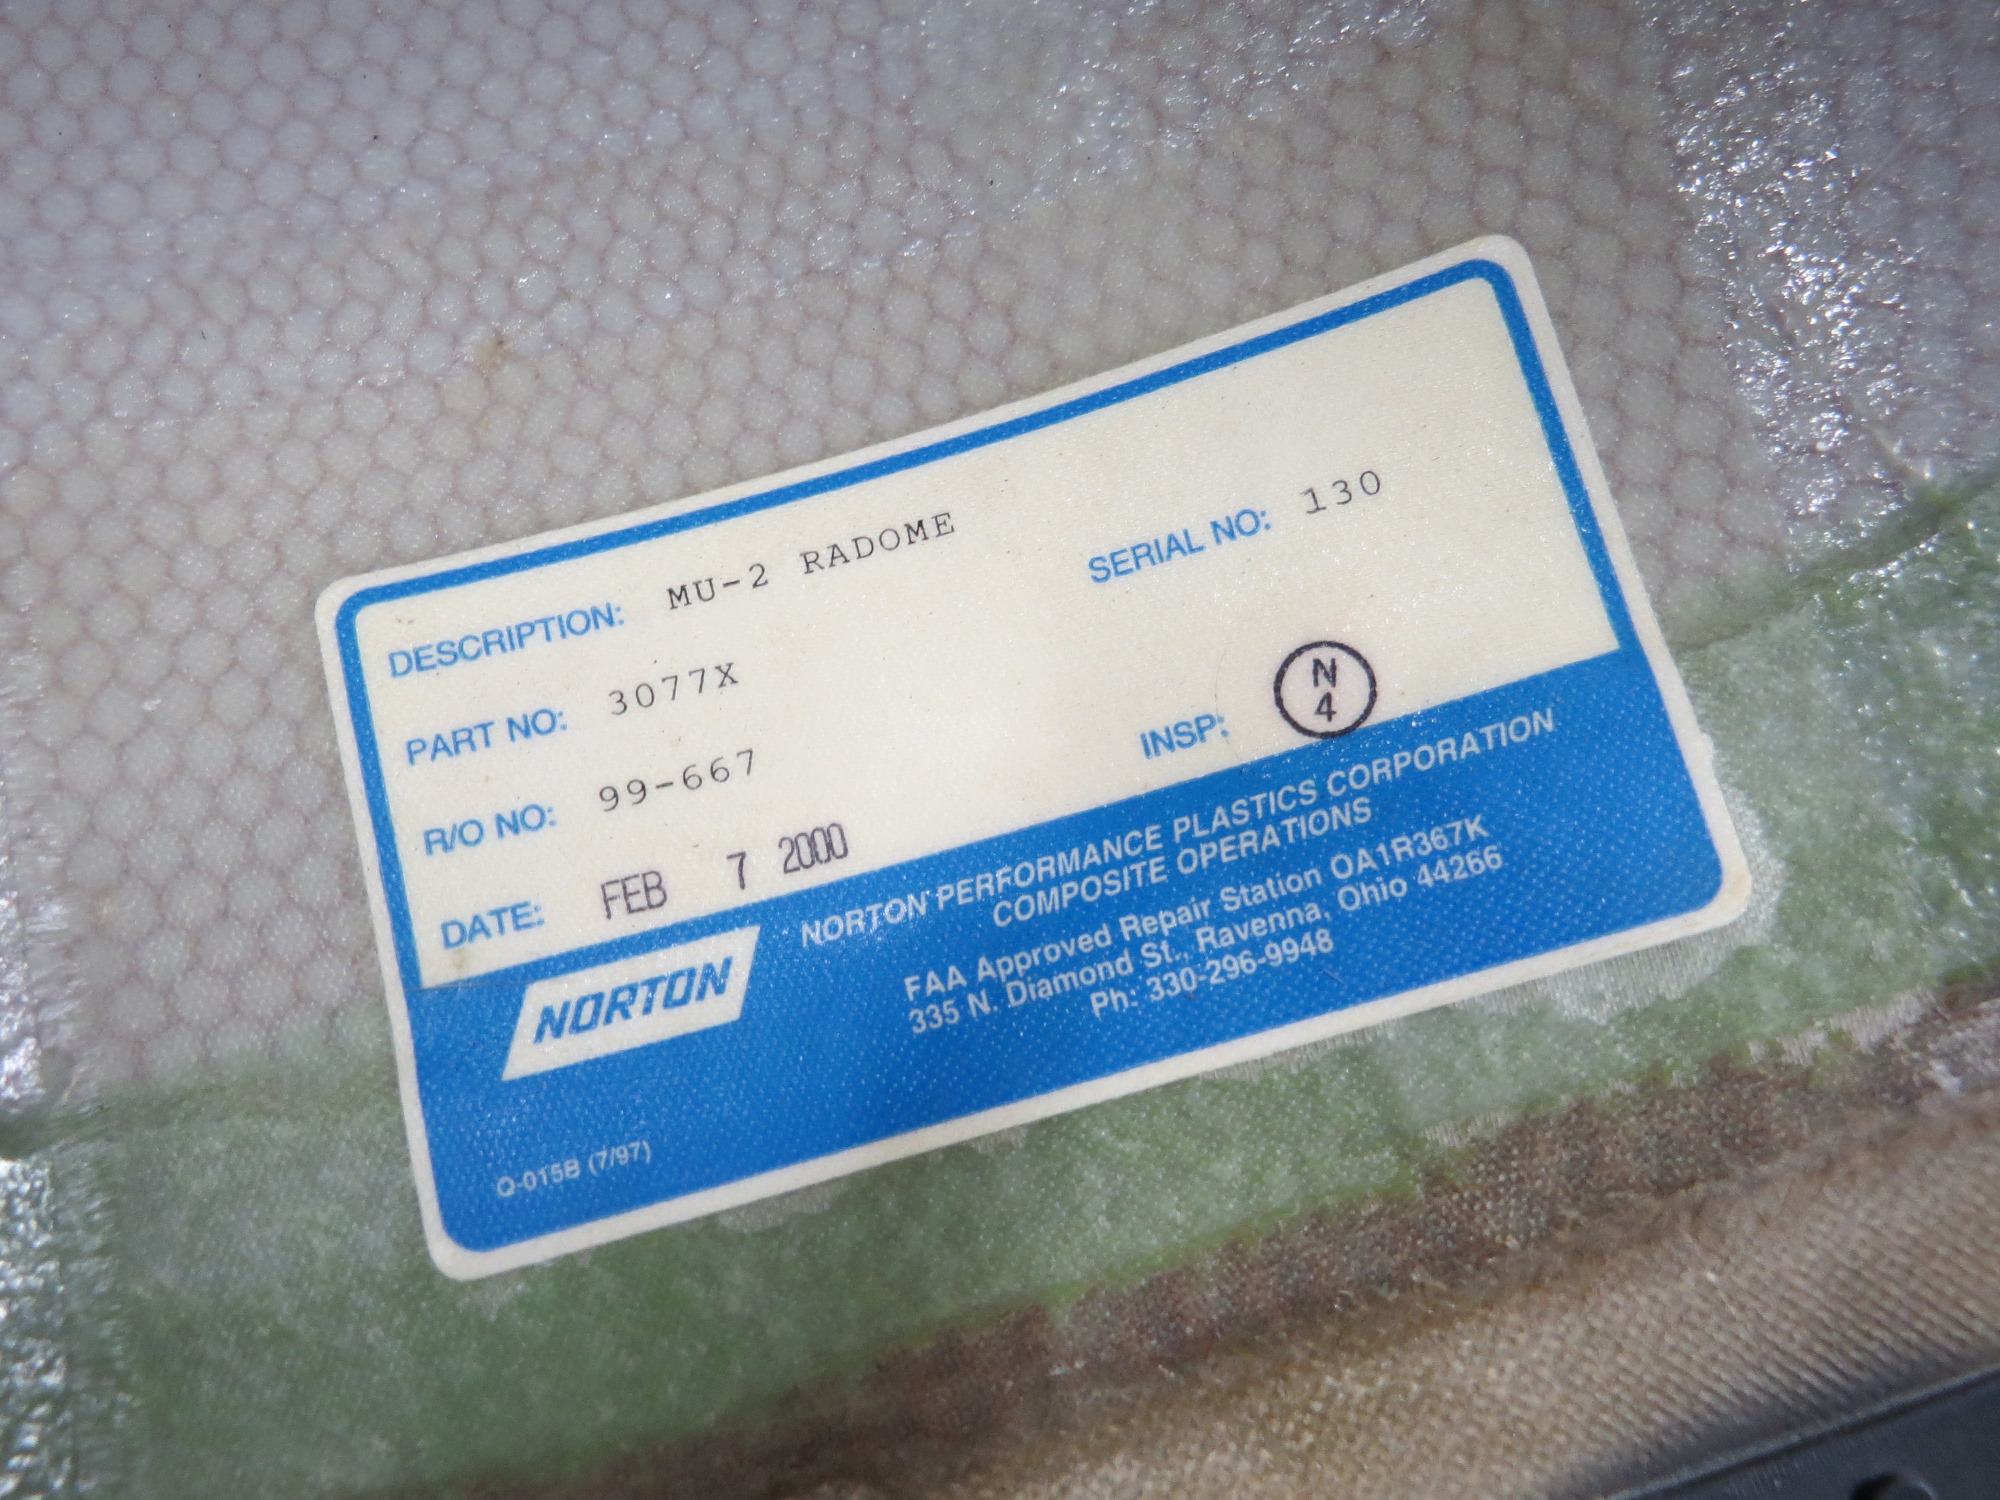 DESCRIPTION: MU-2 RADOME
PART NO: 3077X SERIAL NO: 130
R/O NO: 99-667 INSP: N 4
DATE: FEB 7 2000
NORTON
NORTON PERFORMANCE PLASTICS CORPORATION
COMPOSITE OPERATIONS
FAA Approved Repair Station OA1R367K
335 N. Diamond St., Ravenna, Ohio 44266
Ph: 330-296-9948
Q-015B (7/97)